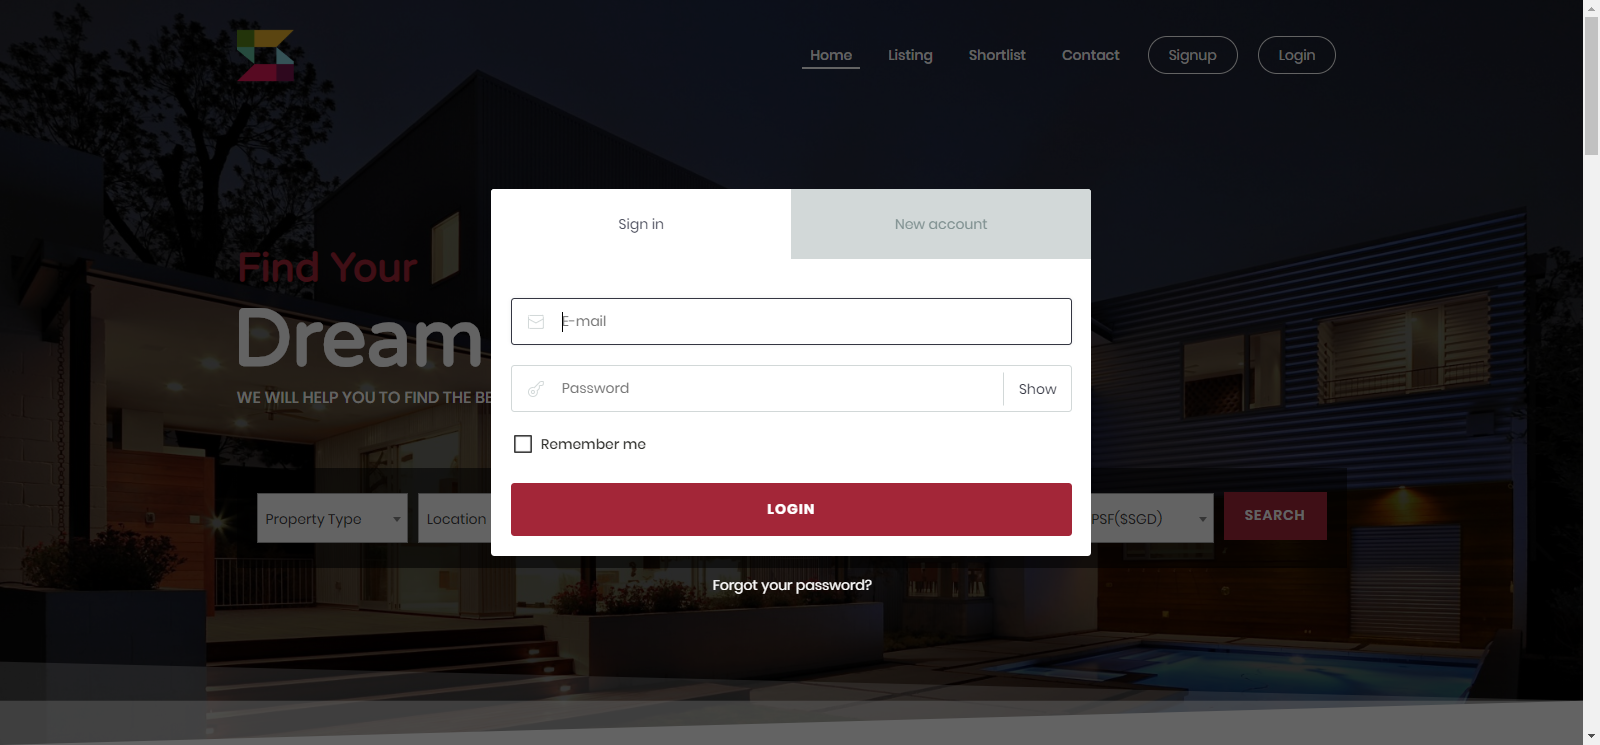 Home Listing Shortlist Contact Signup Login
Sign in New account
Find Your
Dream
WE WILL HELP YOU TO FIND THE BE
E-mail
Password Show
Remember me
LOGIN
Property Type Location PSF($SGD) SEARCH
Forgot your password?